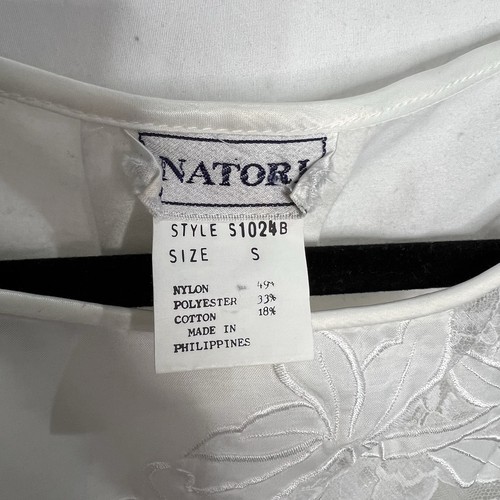 NATORI
STYLE S1024B
SIZE S
NYLON 49%
POLYESTER 33%
COTTON 18%
MADE IN
PHILIPPINES